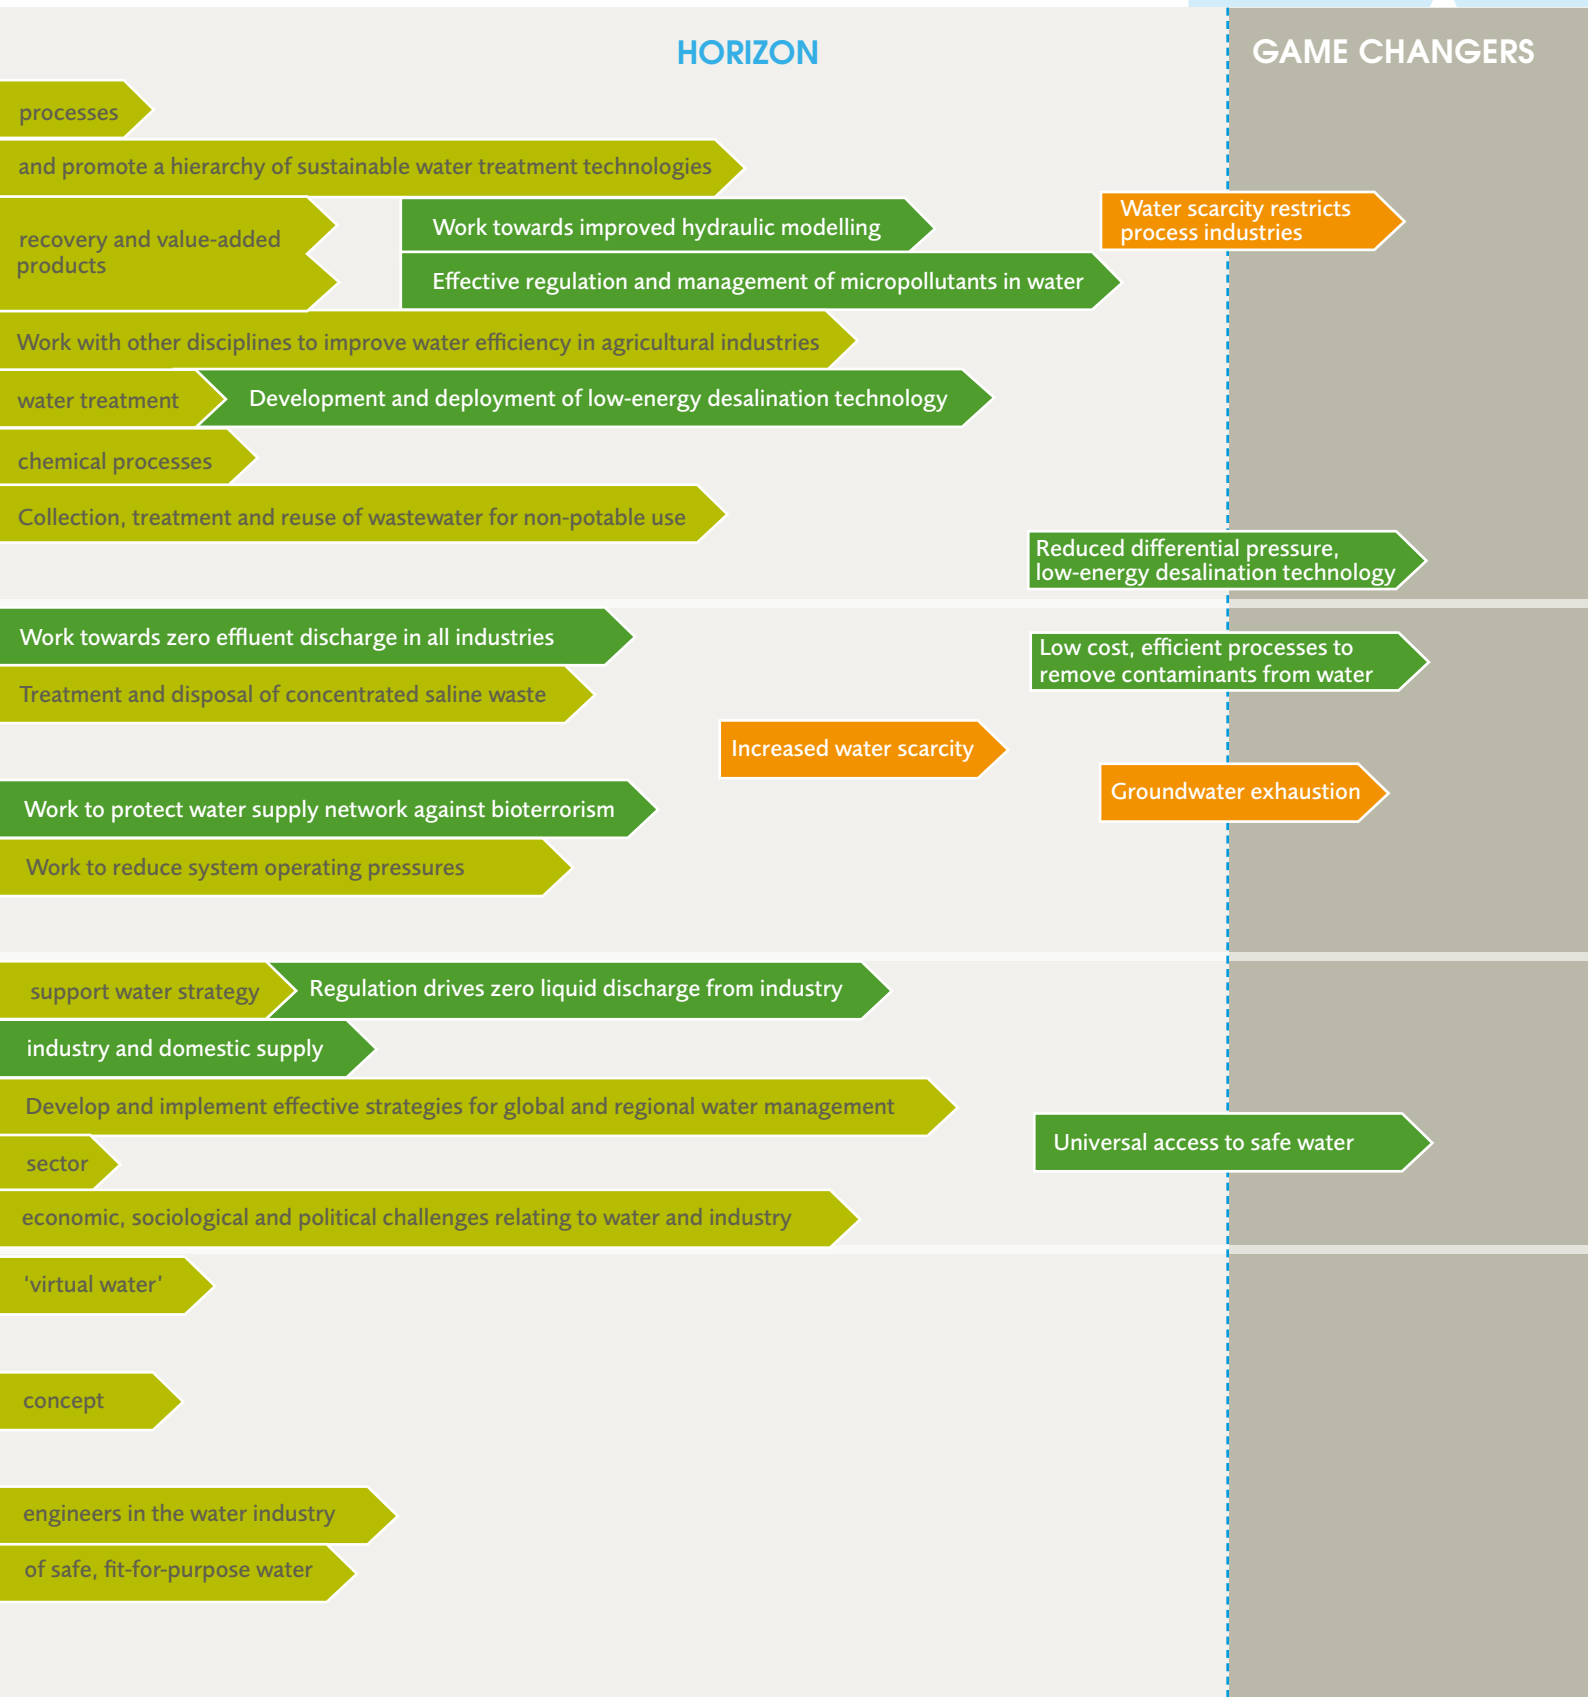 HORIZON
GAME CHANGERS
processes
and promote a hierarchy of sustainable water treatment technologies
recovery and value-added
products
Work towards improved hydraulic modelling
Water scarcity restricts
process industries
Effective regulation and management of micropollutants in water
Work with other disciplines to improve water efficiency in agricultural industries
water treatment
Development and deployment of low-energy desalination technology
chemical processes
Collection, treatment and reuse of wastewater for non-potable use
Reduced differential pressure,
low-energy desalination technology
Work towards zero effluent discharge in all industries
Low cost, efficient processes to
remove contaminants from water
Treatment and disposal of concentrated saline waste
Increased water scarcity
Groundwater exhaustion
Work to protect water supply network against bioterrorism
Work to reduce system operating pressures
support water strategy
Regulation drives zero liquid discharge from industry
industry and domestic supply
Develop and implement effective strategies for global and regional water management
Universal access to safe water
sector
economic, sociological and political challenges relating to water and industry
‘virtual water’
concept
engineers in the water industry
of safe, fit-for-purpose water